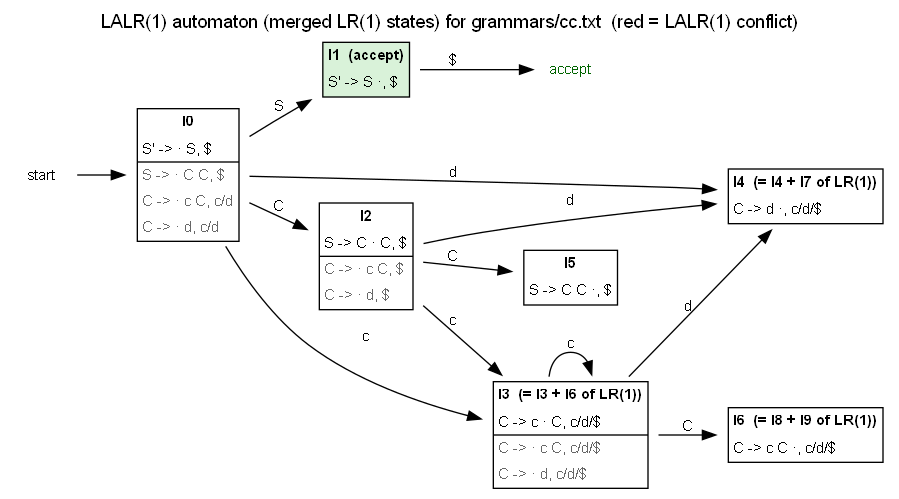 LALR(1) automaton (merged LR(1) states) for grammars/cc.txt  (red = LALR(1) conflict)
I1  (accept)
S' -> S ·, $
$
accept
S
I0
S' -> · S, $
S -> · C C, $
C -> · c C, c/d
C -> · d, c/d
start
d
I4  (= I4 + I7 of LR(1))
C -> d ·, c/d/$
C
d
I2
S -> C · C, $
C -> · c C, $
C -> · d, $
C
I5
S -> C C ·, $
c
c
d
c
I3  (= I3 + I6 of LR(1))
C -> c · C, c/d/$
C -> · c C, c/d/$
C -> · d, c/d/$
C
I6  (= I8 + I9 of LR(1))
C -> c C ·, c/d/$